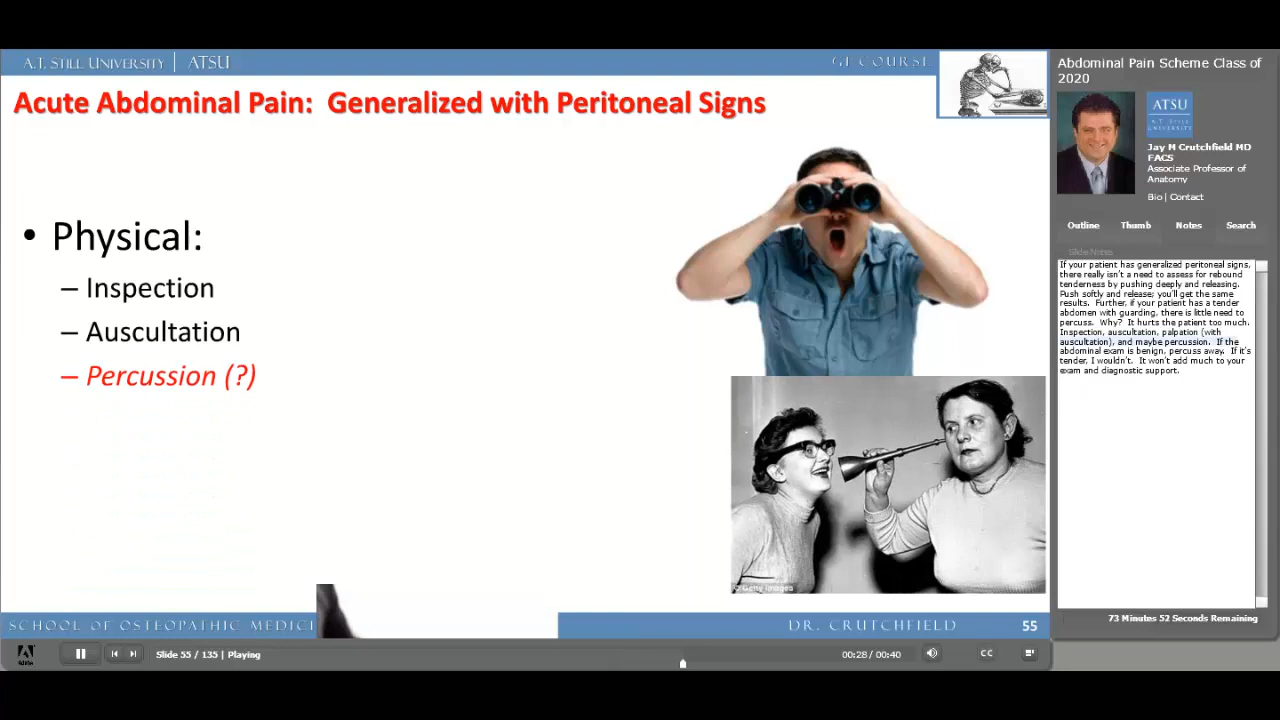 A.T. STILL UNIVERSITY | ATSU
GI COURSE
Acute Abdominal Pain: Generalized with Peritoneal Signs
• Physical:
– Inspection
– Auscultation
– Percussion (?)
© Getty Images
SCHOOL OF OSTEOPATHIC MEDICI
DR. CRUTCHFIELD
55
Abdominal Pain Scheme Class of
2020
ATSU
A.T. STILL
UNIVERSITY
Jay M Crutchfield MD
FACS
Associate Professor of
Anatomy
Bio | Contact
Outline
Thumb
Notes
Search
Slide Notes
If your patient has generalized peritoneal signs,
there really isn't a need to assess for rebound
tenderness by pushing deeply and releasing.
Push softly and release; you'll get the same
results. Further, if your patient has a tender
abdomen with guarding, there is little need to
percuss. Why? It hurts the patient too much.
Inspection, auscultation, palpation (with
auscultation), and maybe percussion. If the
abdominal exam is benign, percuss away. If it's
tender, I wouldn't. It won't add much to your
exam and diagnostic support.
73 Minutes 52 Seconds Remaining
Adobe
Slide 55 / 135 | Playing
00:28 / 00:40
CC